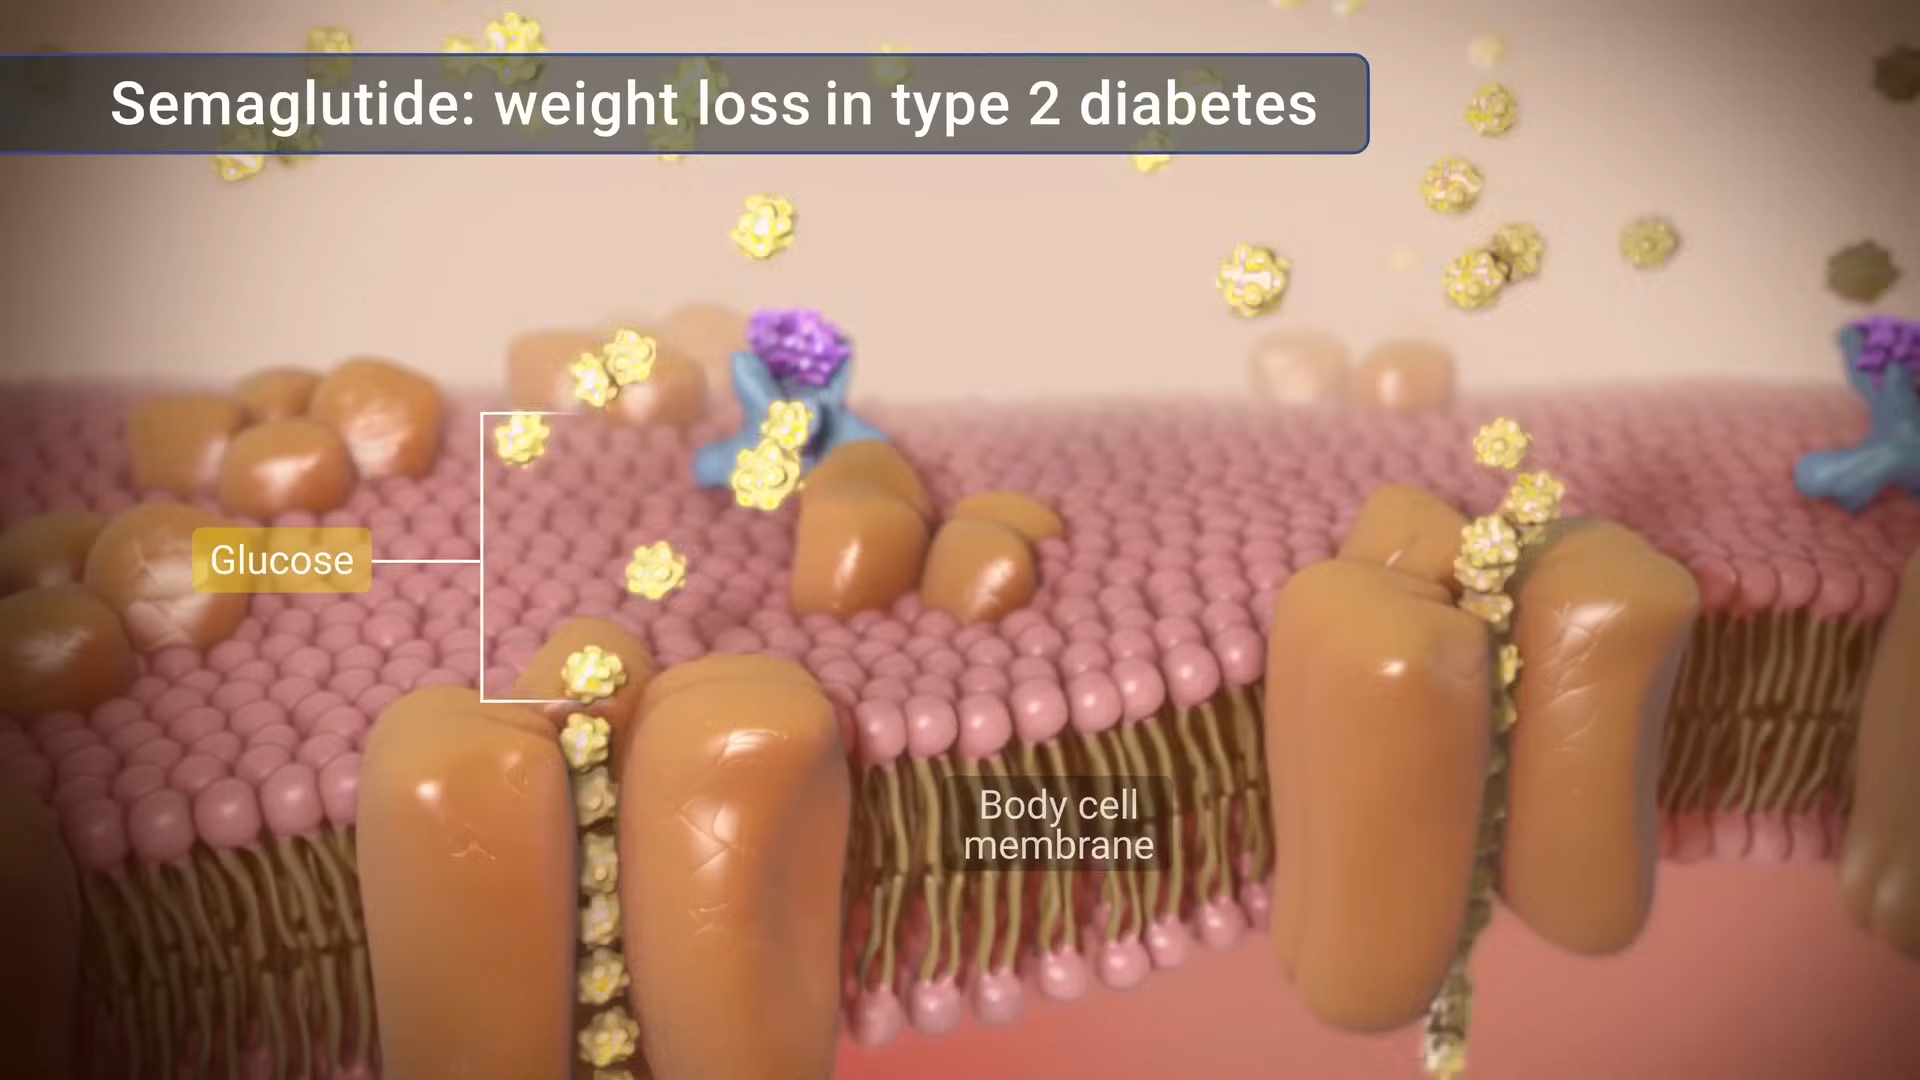 Semaglutide: weight loss in type 2 diabetes
Glucose
Body cell
membrane